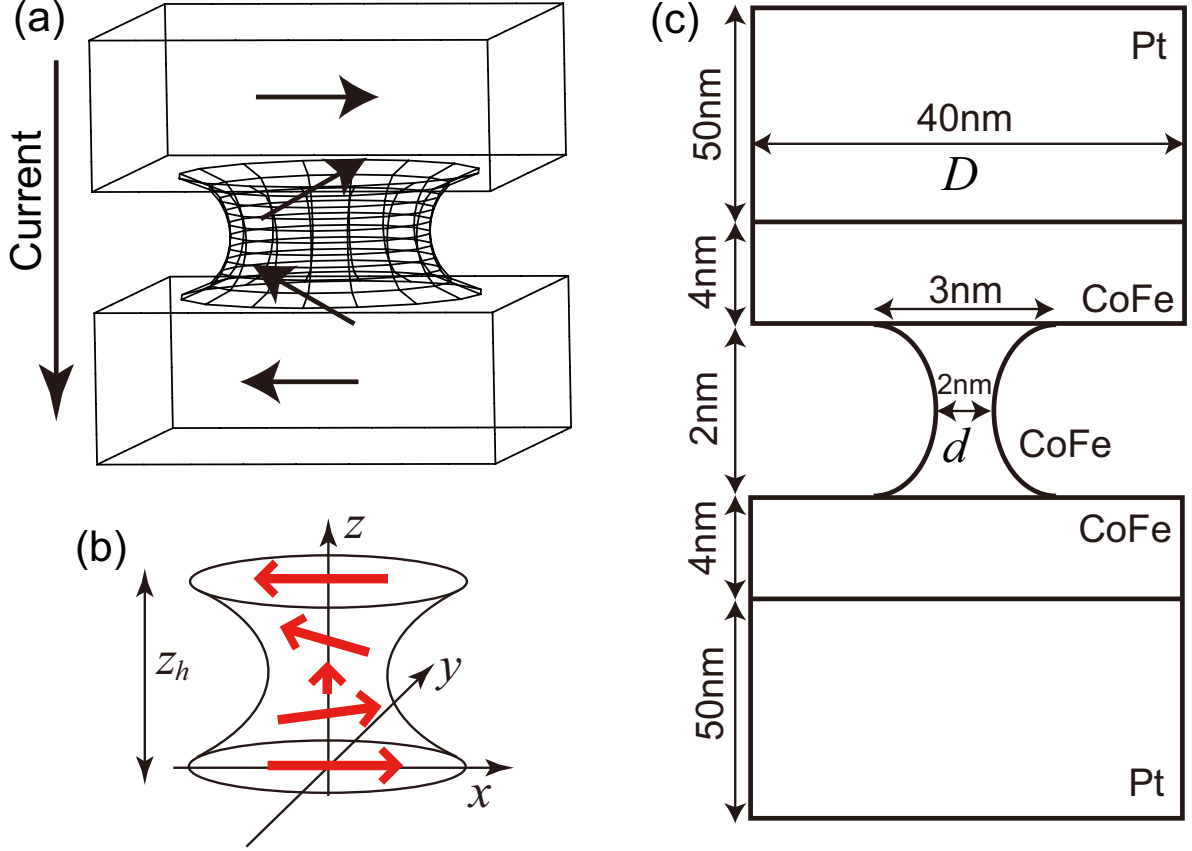 (a)
Current
(b)
z
z_h
y
x
(c)
Pt
50nm
40nm
D
4nm
3nm
CoFe
2nm
2nm
d
CoFe
4nm
CoFe
50nm
Pt